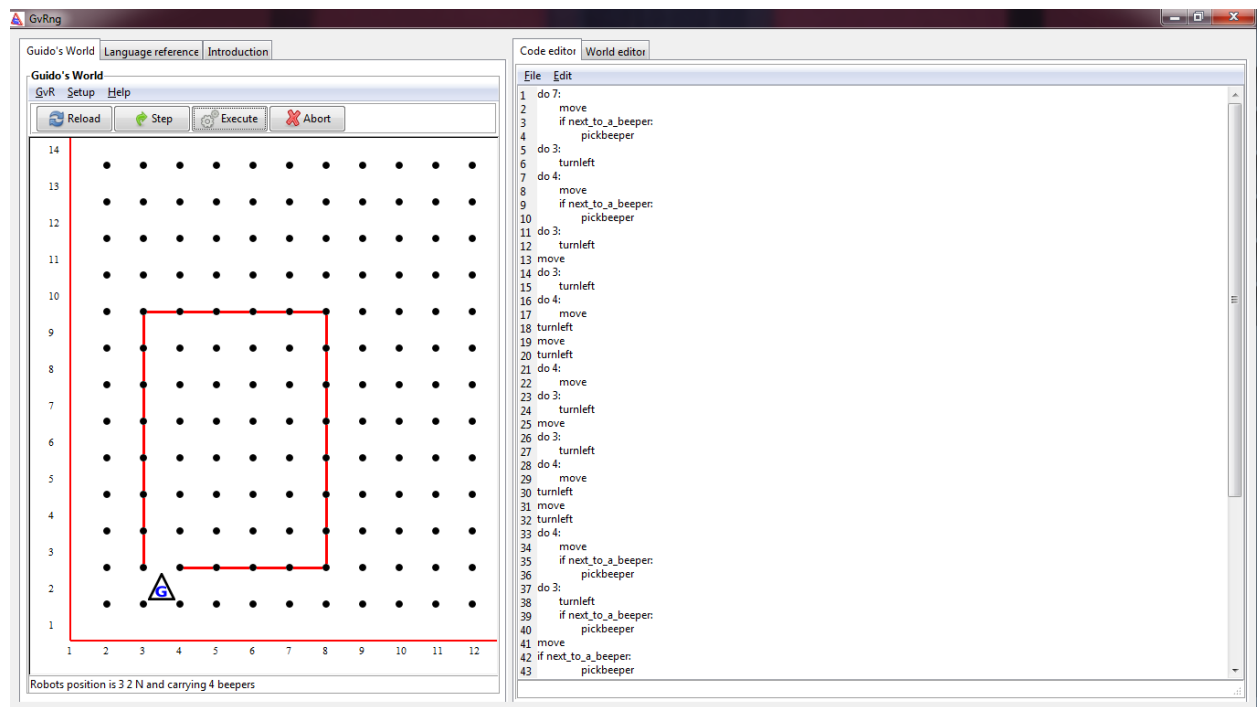 GvRng
Guido's World Language reference Introduction
Guido's World
GvR Setup Help
Reload Step Execute Abort
14
13
12
11
10
9
8
7
6
5
4
3
2
1
G
1 2 3 4 5 6 7 8 9 10 11 12
Robots position is 3 2 N and carrying 4 beepers
Code editor World editor
File Edit
1 do 7:
2 move
3 if next_to_a_beeper:
4 pickbeeper
5 do 3:
6 turnleft
7 do 4:
8 move
9 if next_to_a_beeper:
10 pickbeeper
11 do 3:
12 turnleft
13 move
14 do 3:
15 turnleft
16 do 4:
17 move
18 turnleft
19 move
20 turnleft
21 do 4:
22 move
23 do 3:
24 turnleft
25 move
26 do 3:
27 turnleft
28 do 4:
29 move
30 turnleft
31 move
32 turnleft
33 do 4:
34 move
35 if next_to_a_beeper:
36 pickbeeper
37 do 3:
38 turnleft
39 if next_to_a_beeper:
40 pickbeeper
41 move
42 if next_to_a_beeper:
43 pickbeeper